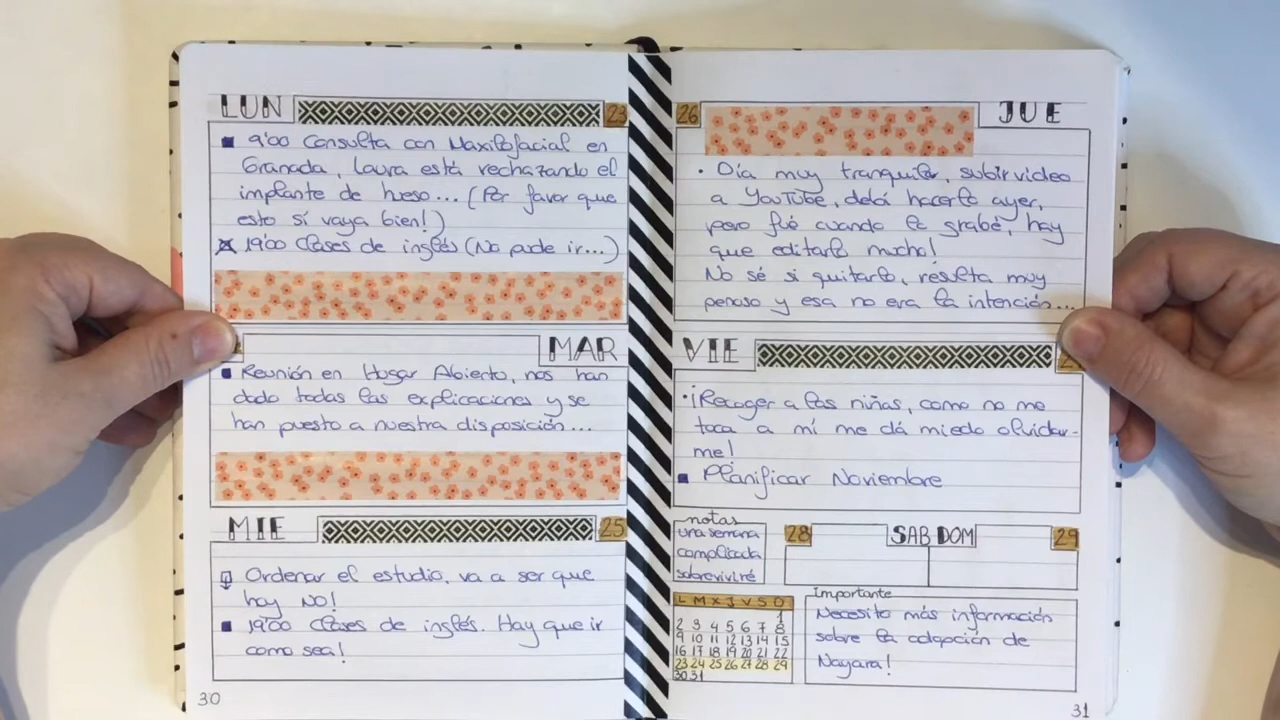 LUN 23
9'00 Consulta con Maxilofacial en
Granada, Laura está rechazando el
implante de hueso... (Por favor que
esto sí vaya bien!)
19'00 Clases de inglés (No pude ir...)
MAR
Reunión en Hogar Abierto, nos han
dado todas las explicaciones y se
han puesto a nuestra disposición...
MIE 25
Ordenar el estudio, va a ser que
hoy NO!
19'00 Clases de inglés. Hay que ir
como sea!
30
26 JUE
Día muy tranquilo, subir video
a YouTube, debí hacerlo ayer,
pero fué cuando lo grabé, hay
que editarlo mucho!
No sé si quitarlo, resulta muy
penoso y esa no era la intención....
VIE
¡Recoger a las niñas, como no me
toca a mí me dá miedo olvidar-
me!
Planificar Noviembre
notas
una semana
complicada
sobreviviré
28 SAB DOM 29
L M X J V S D
1
2 3 4 5 6 7 8
9 10 11 12 13 14 15
16 17 18 19 20 21 22
23 24 25 26 27 28 29
30 31
Importante
Necesito más información
sobre la adopción de
Nayara!
31